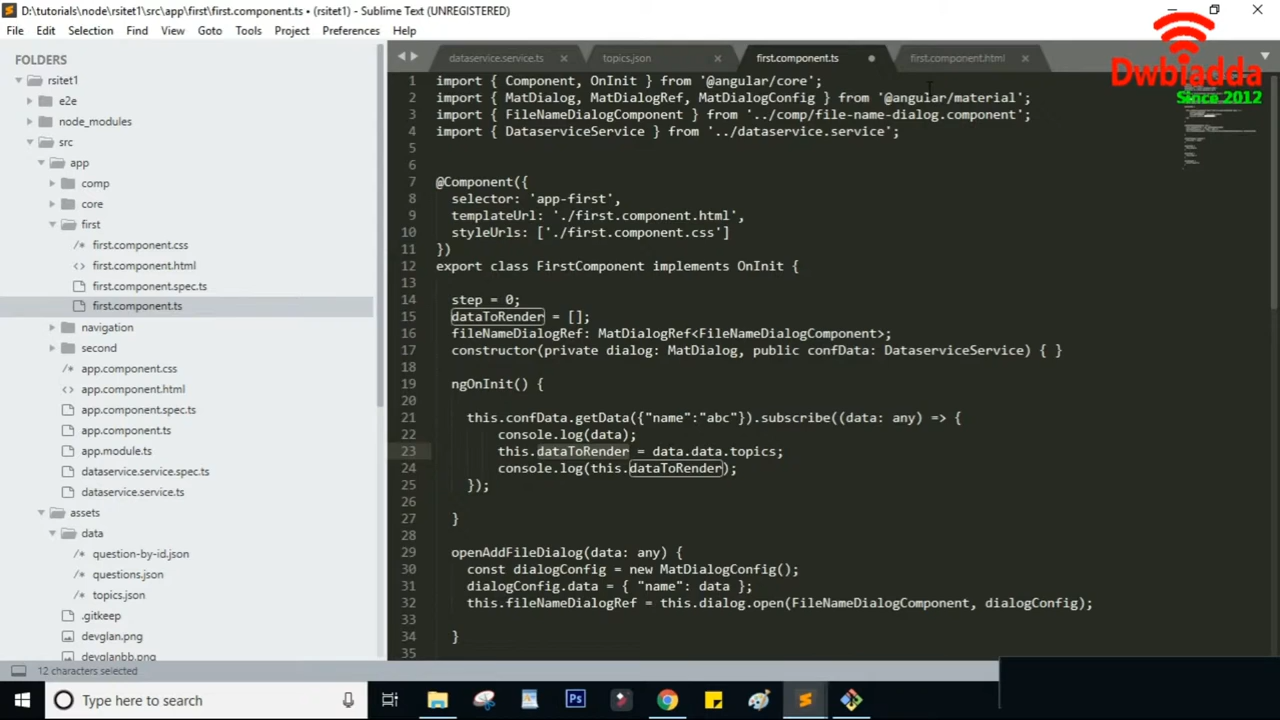 D:\tutorials\node\rsitet1\src\app\first\first.component.ts • (rsitet1) - Sublime Text (UNREGISTERED)
File Edit Selection Find View Goto Tools Project Preferences Help
Dwbiadda
Since 2012
FOLDERS
rsitet1
e2e
node_modules
src
app
comp
core
first
first.component.css
first.component.html
first.component.spec.ts
first.component.ts
navigation
second
app.component.css
app.component.html
app.component.spec.ts
app.component.ts
app.module.ts
dataservice.service.spec.ts
dataservice.service.ts
assets
data
question-by-id.json
questions.json
topics.json
.gitkeep
devglan.png
devglanbb.png
dataservice.service.ts topics.json first.component.ts first.component.html
1 import { Component, OnInit } from '@angular/core';
2 import { MatDialog, MatDialogRef, MatDialogConfig } from '@angular/material';
3 import { FileNameDialogComponent } from '../comp/file-name-dialog.component';
4 import { DataserviceService } from '../dataservice.service';
5
6
7 @Component({
8 selector: 'app-first',
9 templateUrl: './first.component.html',
10 styleUrls: ['./first.component.css']
11 })
12 export class FirstComponent implements OnInit {
13
14 step = 0;
15 dataToRender = [];
16 fileNameDialogRef: MatDialogRef<FileNameDialogComponent>;
17 constructor(private dialog: MatDialog, public confData: DataserviceService) { }
18
19 ngOnInit() {
20
21 this.confData.getData({"name":"abc"}).subscribe((data: any) => {
22 console.log(data);
23 this.dataToRender = data.data.topics;
24 console.log(this.dataToRender);
25 });
26
27 }
28
29 openAddFileDialog(data: any) {
30 const dialogConfig = new MatDialogConfig();
31 dialogConfig.data = { "name": data };
32 this.fileNameDialogRef = this.dialog.open(FileNameDialogComponent, dialogConfig);
33
34 }
35
12 characters selected
Type here to search
Ps